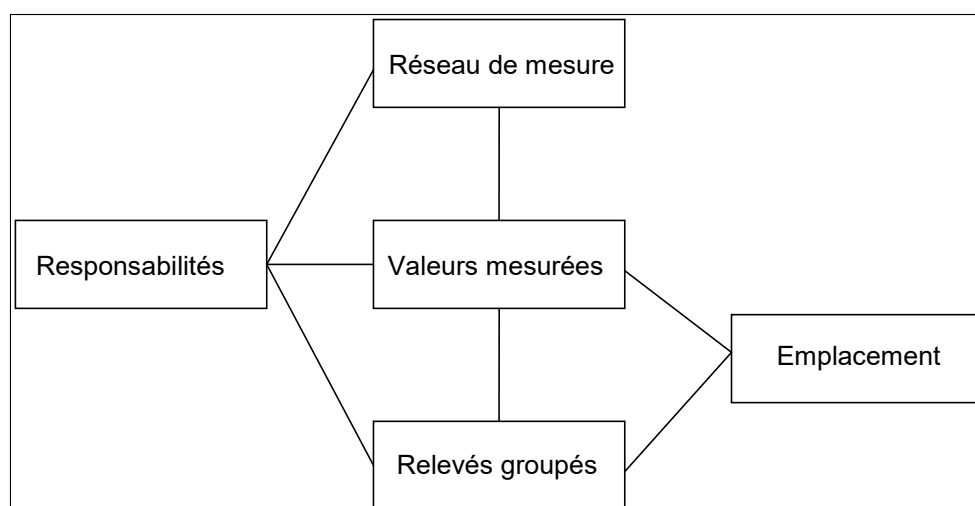 Réseau de mesure
Responsabilités
Valeurs mesurées
Emplacement
Relevés groupés